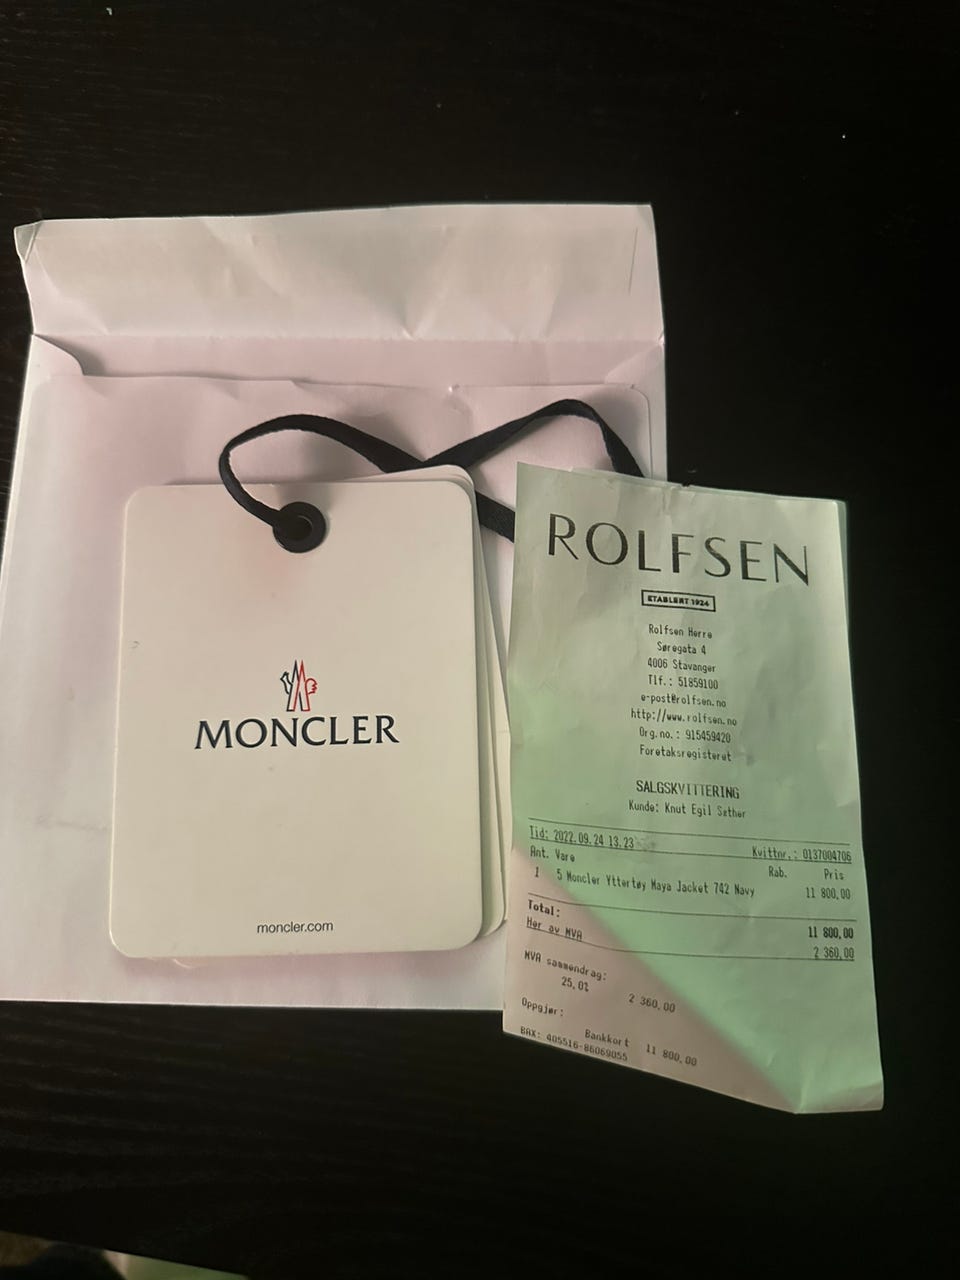 MONCLER
moncler.com
ROLFSEN
ETABLERT 1924
Rolfsen Herre
Søregata 4
4006 Stavanger
Tlf.: 51859100
e-post@rolfsen.no
http://www.rolfsen.no
Org.no.: 915459420
Foretaksregisteret
SALGSKVITTERING
Kunde: Knut Egil Sæther
Tid: 2022.09.24 13.23 Kvittnr.: 0137004706
Ant. Vare Rab. Pris
1 5 Moncler Yttertøy Maya Jacket 742 Navy 11 800,00
Total: 11 800,00
Her av MVA 2 360,00
MVA sammendrag:
25,0% 2 360,00
Oppgjør:
Bankkort 11 800,00
BAX: 405516-86069055